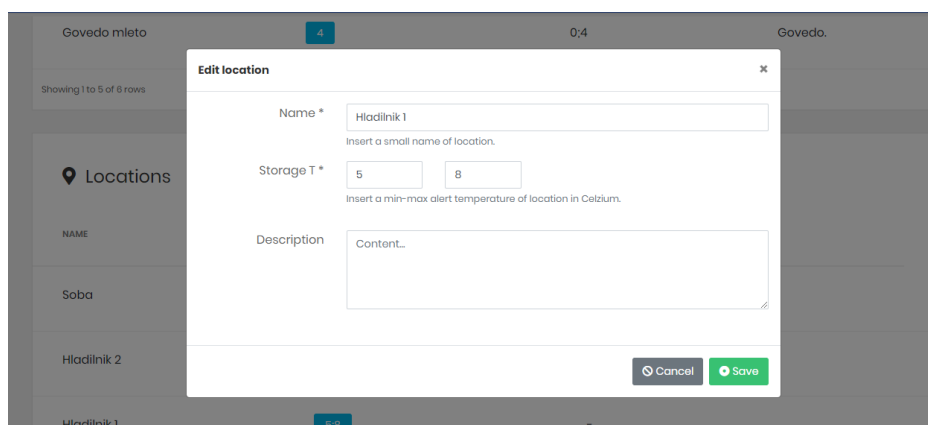 Govedo mleto 4 0;4 Govedo.
Edit location ×
Showing 1 to 5 of 6 rows
Name * Hladilnik 1
Insert a small name of location.
Locations
Storage T * 5 8
Insert a min-max alert temperature of location in Celzium.
NAME
Description Content...
Soba
Hladilnik 2
Cancel Save
Hladilnik 1 5;8 -